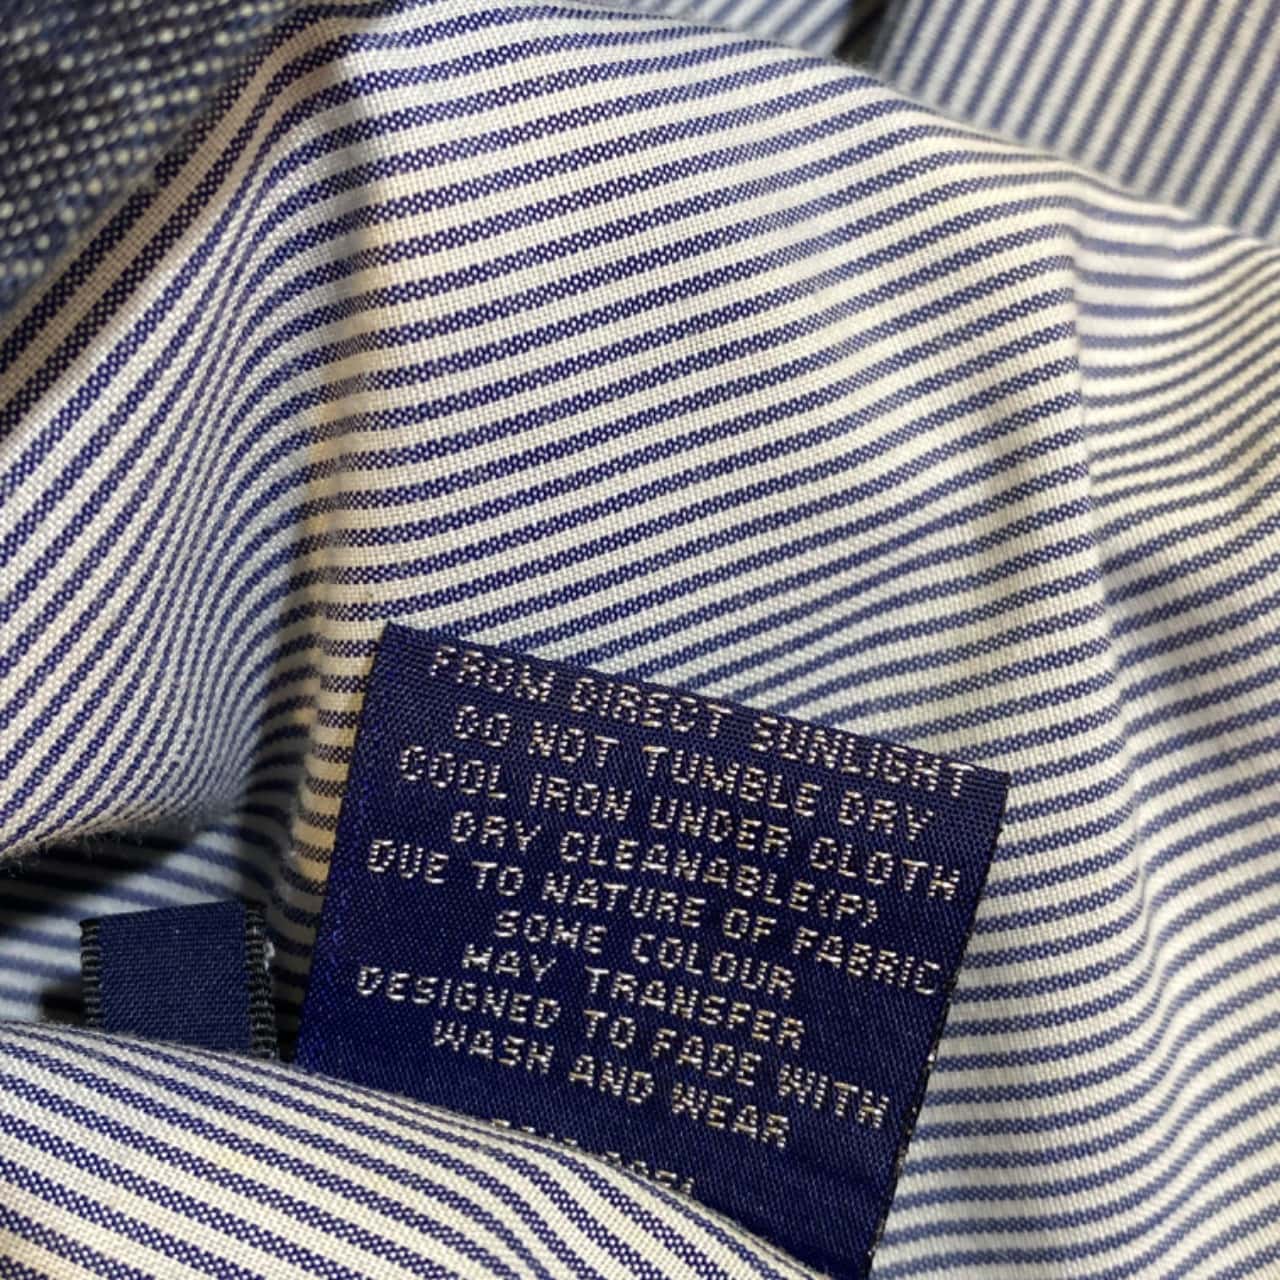 FROM DIRECT SUNLIGHT
DO NOT TUMBLE DRY
COOL IRON UNDER CLOTH
DRY CLEANABLE(P)
DUE TO NATURE OF FABRIC
SOME COLOUR
MAY TRANSFER
DESIGNED TO FADE WITH
WASH AND WEAR